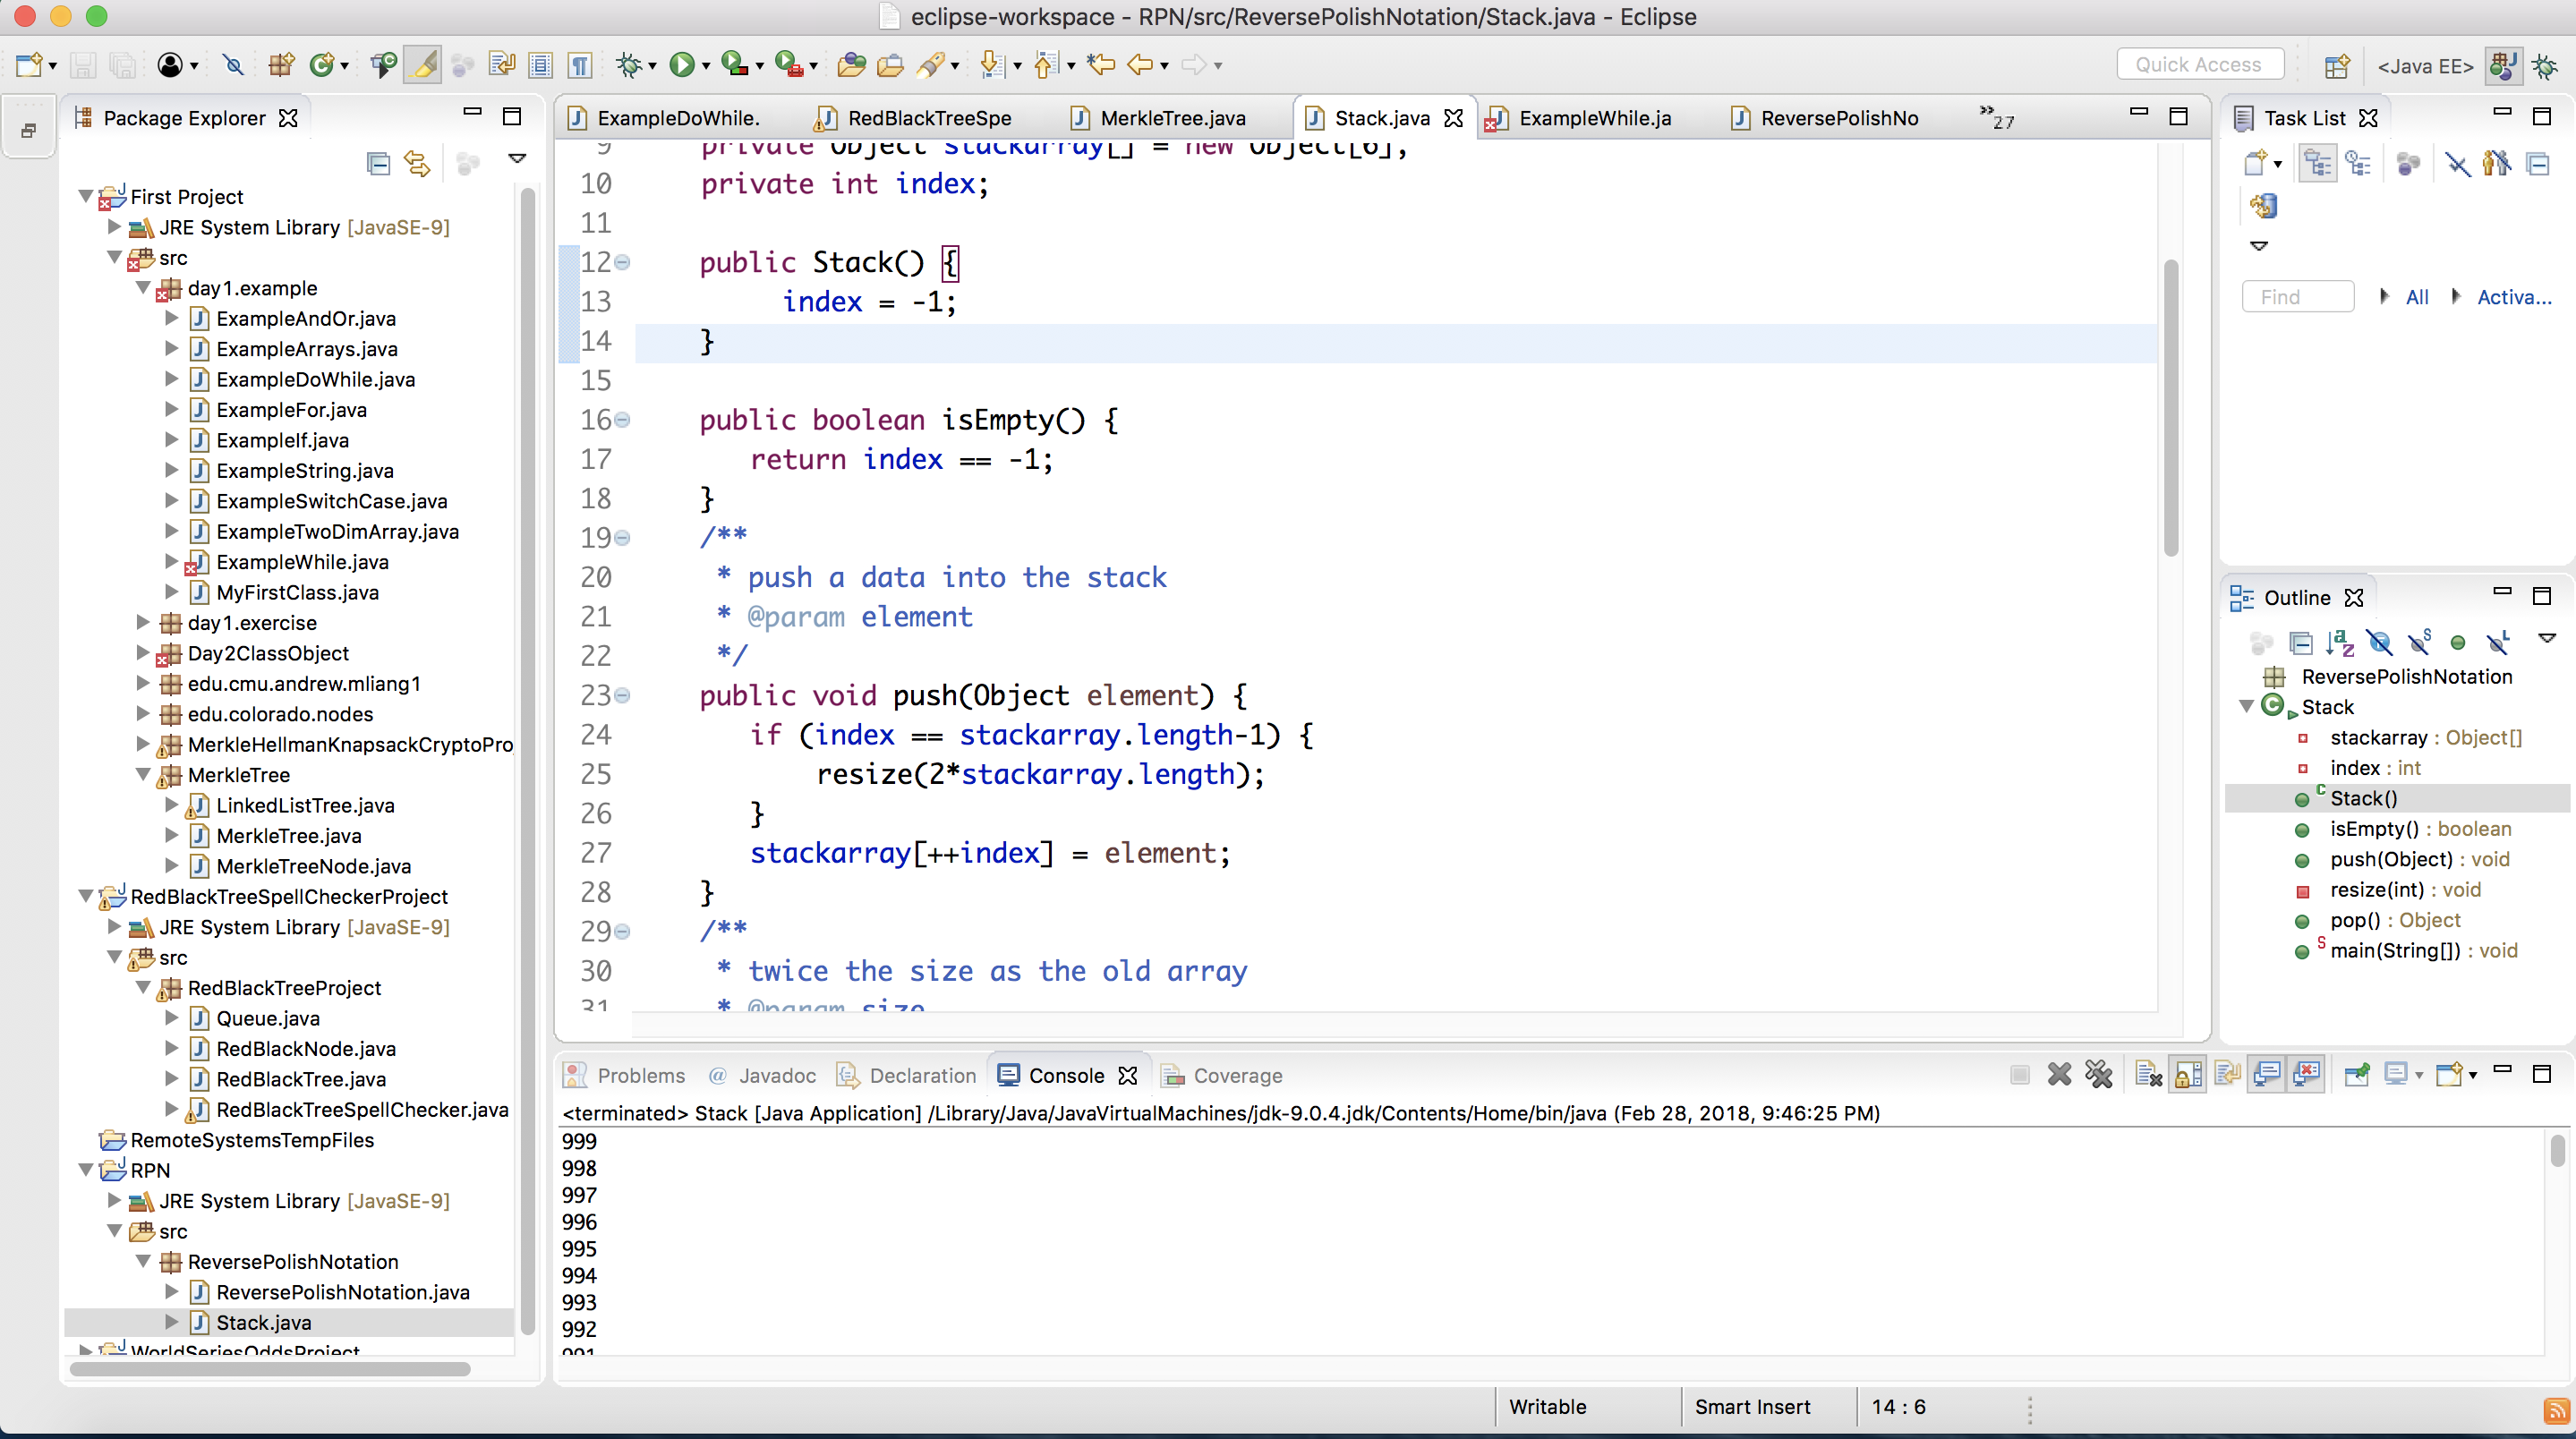 eclipse-workspace - RPN/src/ReversePolishNotation/Stack.java - Eclipse
Quick Access
<Java EE>
Package Explorer
First Project
JRE System Library [JavaSE-9]
src
day1.example
ExampleAndOr.java
ExampleArrays.java
ExampleDoWhile.java
ExampleFor.java
ExampleIf.java
ExampleString.java
ExampleSwitchCase.java
ExampleTwoDimArray.java
ExampleWhile.java
MyFirstClass.java
day1.exercise
Day2ClassObject
edu.cmu.andrew.mliang1
edu.colorado.nodes
MerkleHellmanKnapsackCryptoPro
MerkleTree
LinkedListTree.java
MerkleTree.java
MerkleTreeNode.java
RedBlackTreeSpellCheckerProject
JRE System Library [JavaSE-9]
src
RedBlackTreeProject
Queue.java
RedBlackNode.java
RedBlackTree.java
RedBlackTreeSpellChecker.java
RemoteSystemsTempFiles
RPN
JRE System Library [JavaSE-9]
src
ReversePolishNotation
ReversePolishNotation.java
Stack.java
WorldSeriesOddsProject
ExampleDoWhile. RedBlackTreeSpe MerkleTree.java Stack.java ExampleWhile.ja ReversePolishNo »27
9 private Object stackarray[] = new Object[6];
10 private int index;
11
12 public Stack() {
13 index = -1;
14 }
15
16 public boolean isEmpty() {
17 return index == -1;
18 }
19 /**
20 * push a data into the stack
21 * @param element
22 */
23 public void push(Object element) {
24 if (index == stackarray.length-1) {
25 resize(2*stackarray.length);
26 }
27 stackarray[++index] = element;
28 }
29 /**
30 * twice the size as the old array
31 * @param size
Task List
Find All Activa...
Outline
ReversePolishNotation
Stack
stackarray : Object[]
index : int
Stack()
isEmpty() : boolean
push(Object) : void
resize(int) : void
pop() : Object
main(String[]) : void
Problems @ Javadoc Declaration Console Coverage
<terminated> Stack [Java Application] /Library/Java/JavaVirtualMachines/jdk-9.0.4.jdk/Contents/Home/bin/java (Feb 28, 2018, 9:46:25 PM)
999
998
997
996
995
994
993
992
991
Writable Smart Insert 14 : 6